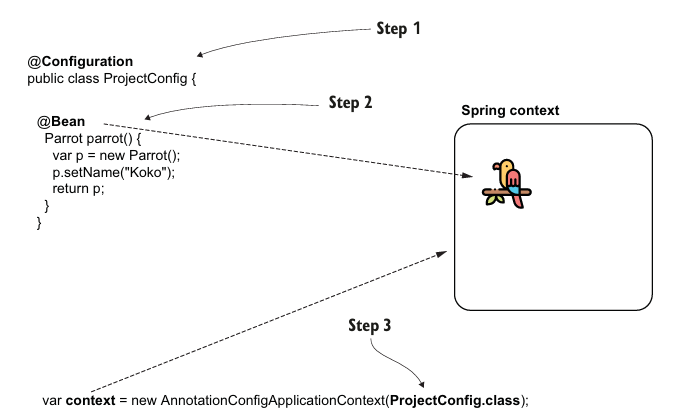 Step 1
@Configuration
public class ProjectConfig {
Step 2
@Bean
Parrot parrot() {
var p = new Parrot();
p.setName("Koko");
return p;
}
}
Spring context
Step 3
var context = new AnnotationConfigApplicationContext(ProjectConfig.class);